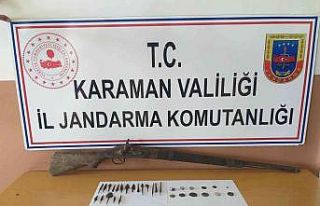 T.C.
KARAMAN VALİLİĞİ
İL JANDARMA KOMUTANLIĞI